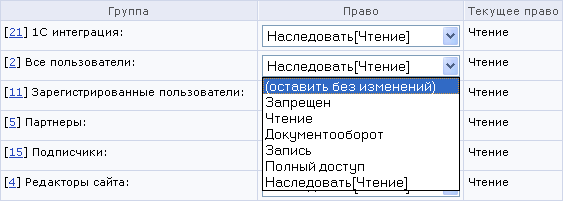 Группа Право Текущее право
[21] 1С интеграция: Наследовать[Чтение] Чтение
[2] Все пользователи: Наследовать[Чтение] Чтение
(оставить без изменений)
Запрещен
[11] Зарегистрированные пользователи: Чтение Чтение
[5] Партнеры: Документооборот Чтение
Запись
[15] Подписчики: Полный доступ Чтение
[4] Редакторы сайта: Наследовать[Чтение] Чтение